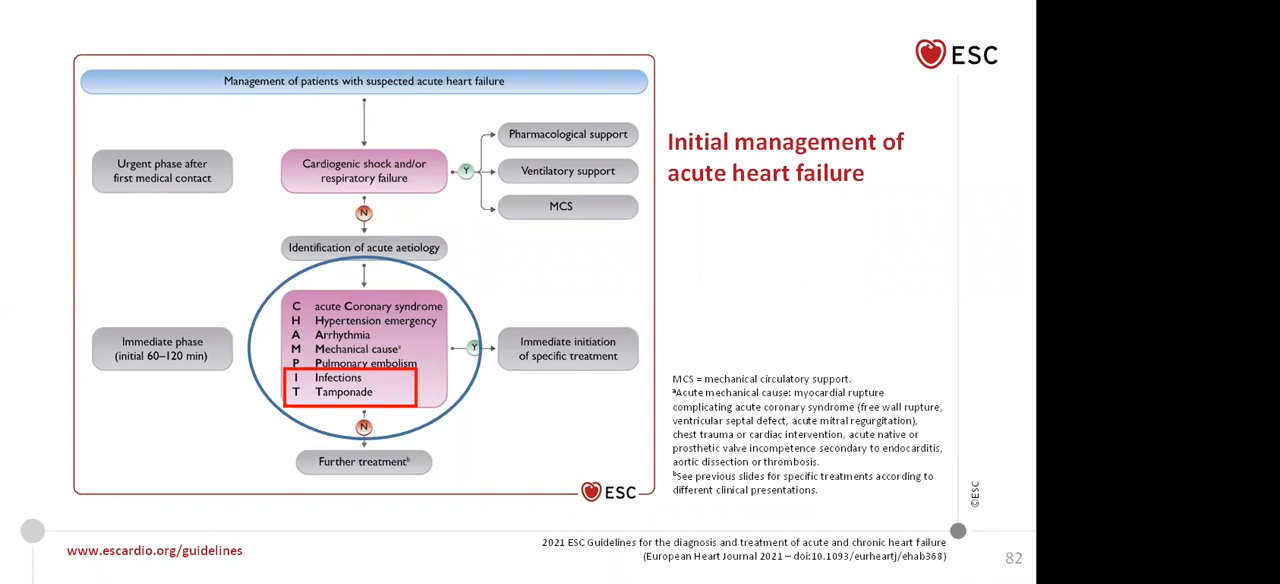 ESC
Management of patients with suspected acute heart failure
Initial management of
acute heart failure
Urgent phase after
first medical contact
Cardiogenic shock and/or
respiratory failure
Y
Pharmacological support
Ventilatory support
MCS
N
Identification of acute aetiology
Immediate phase
(initial 60–120 min)
C acute Coronary syndrome
H Hypertension emergency
A Arrhythmia
M Mechanical causeᵃ
P Pulmonary embolism
I Infections
T Tamponade
Y
Immediate initiation
of specific treatment
N
Further treatmentᵇ
ESC
MCS = mechanical circulatory support.
ᵃAcute mechanical cause: myocardial rupture
complicating acute coronary syndrome (free wall rupture,
ventricular septal defect, acute mitral regurgitation),
chest trauma or cardiac intervention, acute native or
prosthetic valve incompetence secondary to endocarditis,
aortic dissection or thrombosis.
ᵇSee previous slides for specific treatments according to
different clinical presentations.
©ESC
www.escardio.org/guidelines
2021 ESC Guidelines for the diagnosis and treatment of acute and chronic heart failure
(European Heart Journal 2021 – doi:10.1093/eurheartj/ehab368)
82